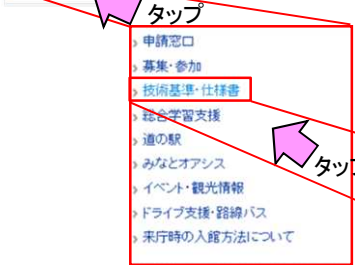 タップ
申請窓口
募集・参加
技術基準・仕様書
総合学習支援
道の駅
タップ
みなとオアシス
イベント・観光情報
ドライブ支援・路線バス
来庁時の入館方法について